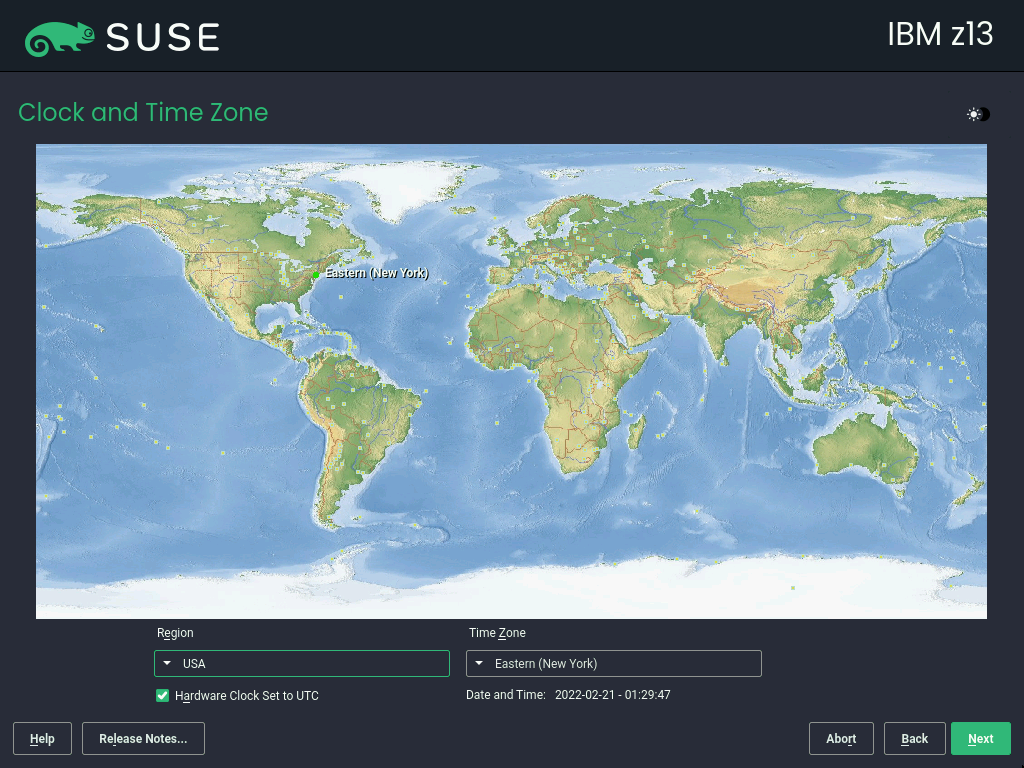 SUSE
IBM z13
Clock and Time Zone
Eastern (New York)
Region
Time Zone
USA
Eastern (New York)
Hardware Clock Set to UTC
Date and Time: 2022-02-21 - 01:29:47
Help
Release Notes...
Abort
Back
Next